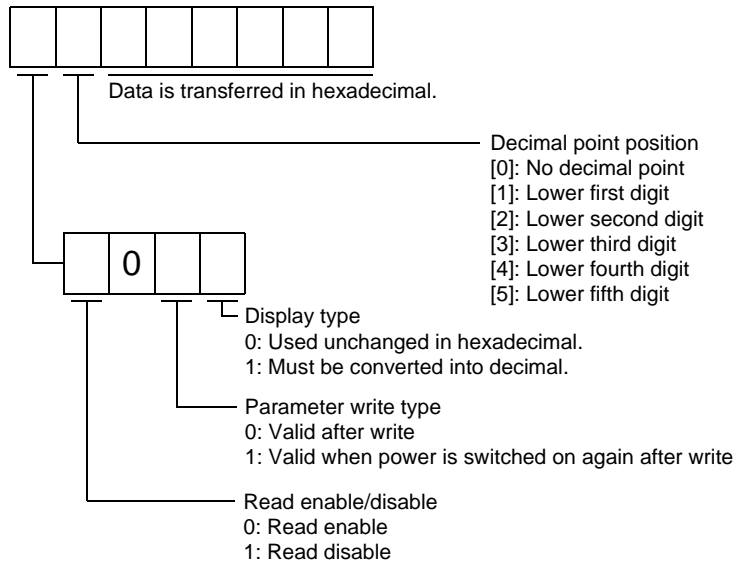 Data is transferred in hexadecimal.
Decimal point position
[0]: No decimal point
[1]: Lower first digit
[2]: Lower second digit
[3]: Lower third digit
[4]: Lower fourth digit
[5]: Lower fifth digit
0
Display type
0: Used unchanged in hexadecimal.
1: Must be converted into decimal.
Parameter write type
0: Valid after write
1: Valid when power is switched on again after write
Read enable/disable
0: Read enable
1: Read disable